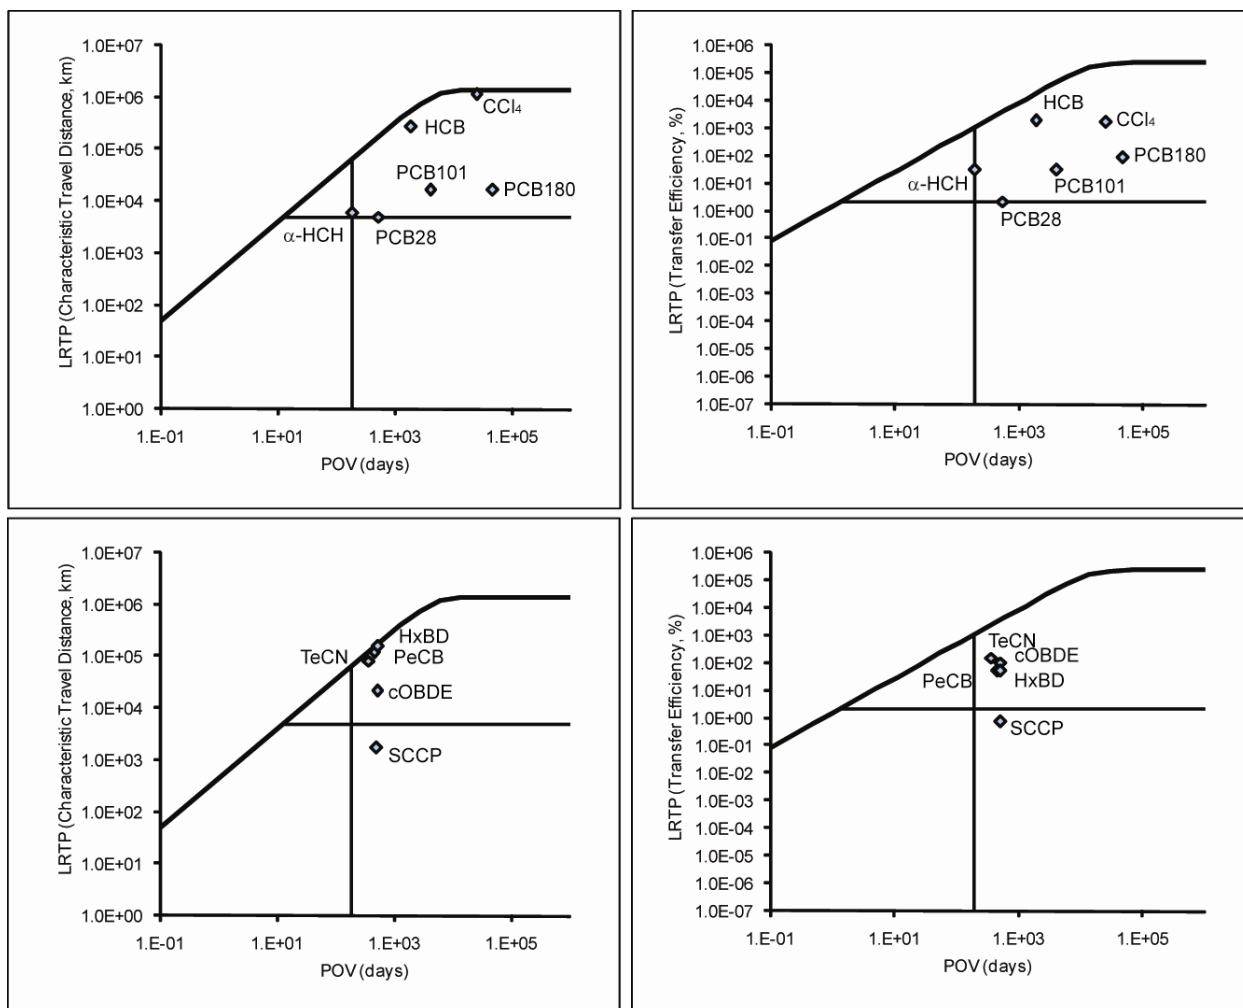 LRTP (Characteristic Travel Distance, km)
1.0E+07
1.0E+06
1.0E+05
1.0E+04
1.0E+03
1.0E+02
1.0E+01
1.0E+00
CCl₄
HCB
PCB101
PCB180
α-HCH
PCB28
1.E-01
1.E+01
1.E+03
1.E+05
POV (days)
LRTP (Transfer Efficiency, %)
1.0E+06
1.0E+05
1.0E+04
1.0E+03
1.0E+02
1.0E+01
1.0E+00
1.0E-01
1.0E-02
1.0E-03
1.0E-04
1.0E-05
1.0E-06
1.0E-07
HCB
CCl₄
PCB180
α-HCH
PCB101
PCB28
1.E-01
1.E+01
1.E+03
1.E+05
POV (days)
LRTP (Characteristic Travel Distance, km)
1.0E+07
1.0E+06
1.0E+05
1.0E+04
1.0E+03
1.0E+02
1.0E+01
1.0E+00
HxBD
TeCN
PeCB
cOBDE
SCCP
1.E-01
1.E+01
1.E+03
1.E+05
POV (days)
LRTP (Transfer Efficiency, %)
1.0E+06
1.0E+05
1.0E+04
1.0E+03
1.0E+02
1.0E+01
1.0E+00
1.0E-01
1.0E-02
1.0E-03
1.0E-04
1.0E-05
1.0E-06
1.0E-07
TeCN
cOBDE
PeCB
HxBD
SCCP
1.E-01
1.E+01
1.E+03
1.E+05
POV (days)